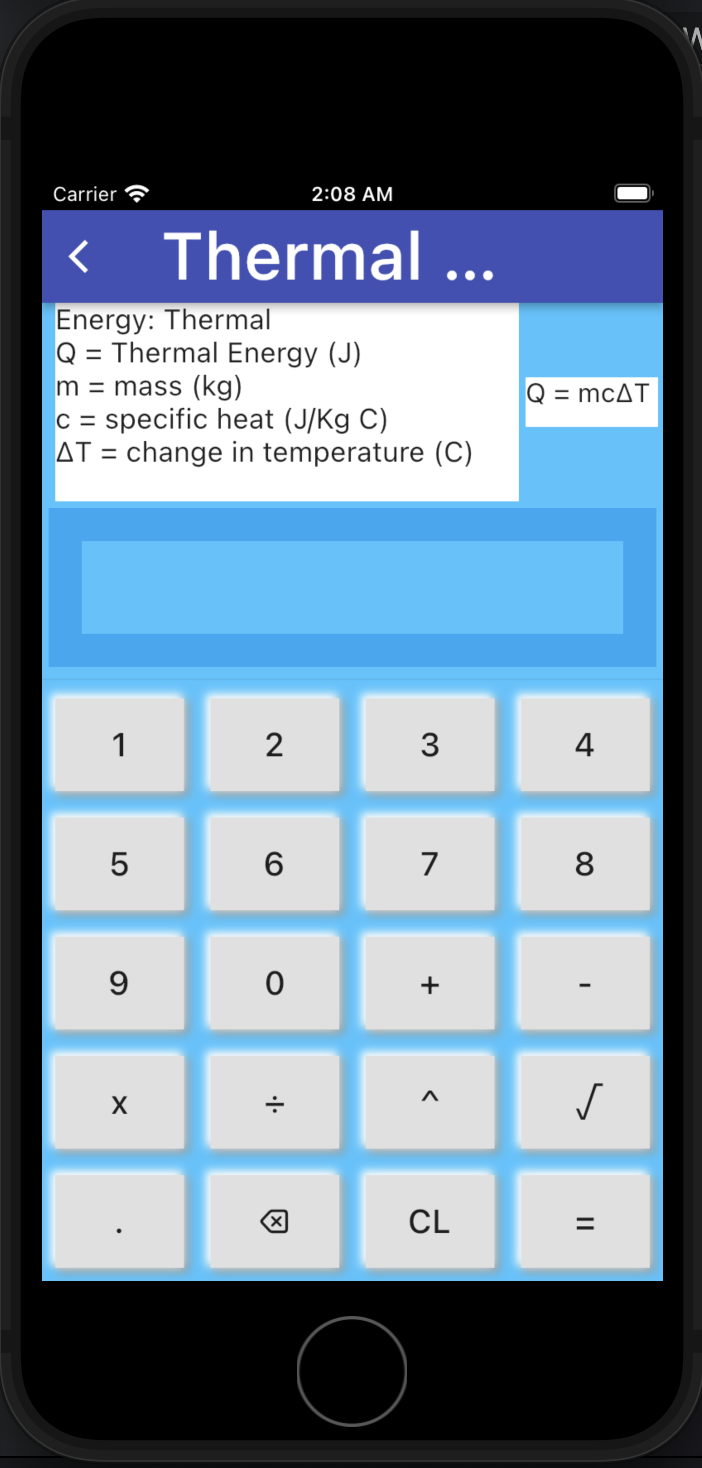 Carrier 2:08 AM
Thermal ...
Energy: Thermal
Q = Thermal Energy (J)
m = mass (kg)
c = specific heat (J/Kg C)
ΔT = change in temperature (C)
Q = mcΔT
1 2 3 4
5 6 7 8
9 0 + -
x ÷ ^ √
. CL =